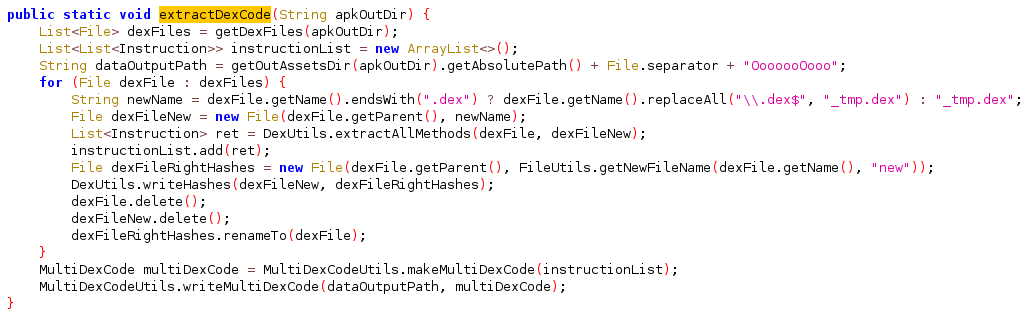 public static void extractDexCode(String apkOutDir) {
    List<File> dexFiles = getDexFiles(apkOutDir);
    List<List<Instruction>> instructionList = new ArrayList<>();
    String dataOutputPath = getOutAssetsDir(apkOutDir).getAbsolutePath() + File.separator + "OoooooOooo";
    for (File dexFile : dexFiles) {
        String newName = dexFile.getName().endsWith(".dex") ? dexFile.getName().replaceAll("\\.dex$", "_tmp.dex") : "_tmp.dex";
        File dexFileNew = new File(dexFile.getParent(), newName);
        List<Instruction> ret = DexUtils.extractAllMethods(dexFile, dexFileNew);
        instructionList.add(ret);
        File dexFileRightHashes = new File(dexFile.getParent(), FileUtils.getNewFileName(dexFile.getName(), "new"));
        DexUtils.writeHashes(dexFileNew, dexFileRightHashes);
        dexFile.delete();
        dexFileNew.delete();
        dexFileRightHashes.renameTo(dexFile);
    }
    MultiDexCode multiDexCode = MultiDexCodeUtils.makeMultiDexCode(instructionList);
    MultiDexCodeUtils.writeMultiDexCode(dataOutputPath, multiDexCode);
}